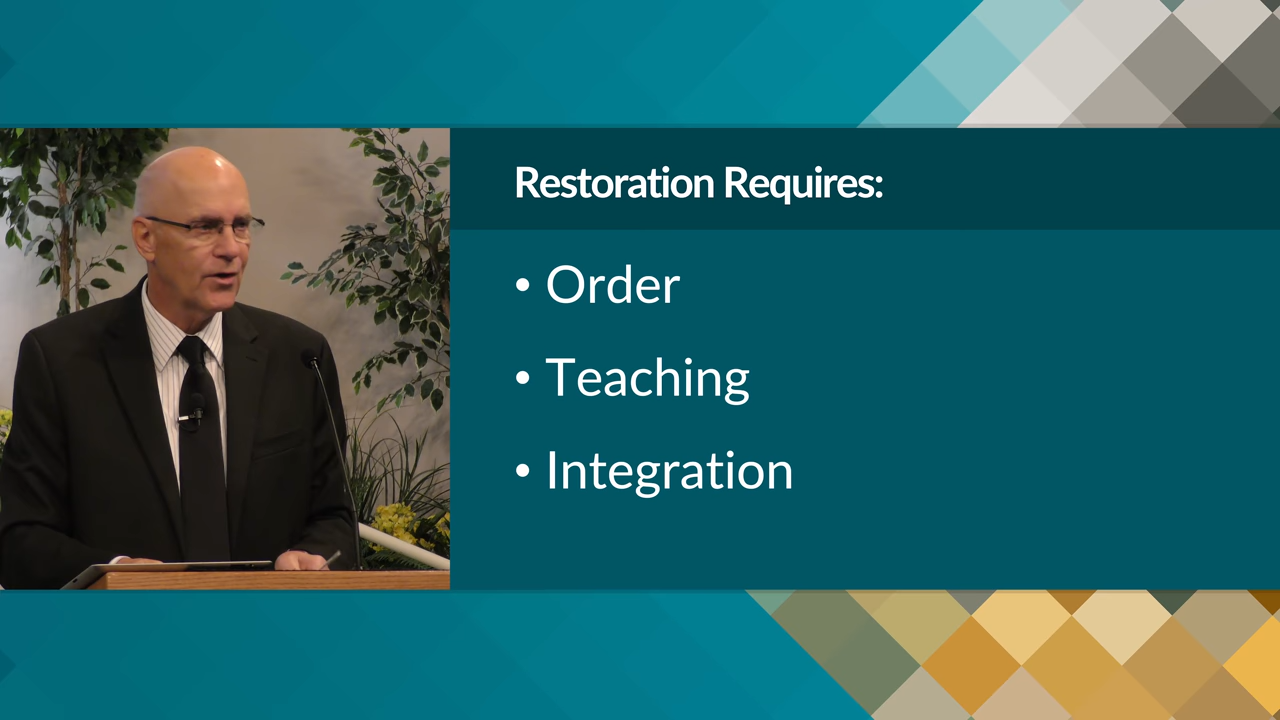 Restoration Requires:
• Order
• Teaching
• Integration